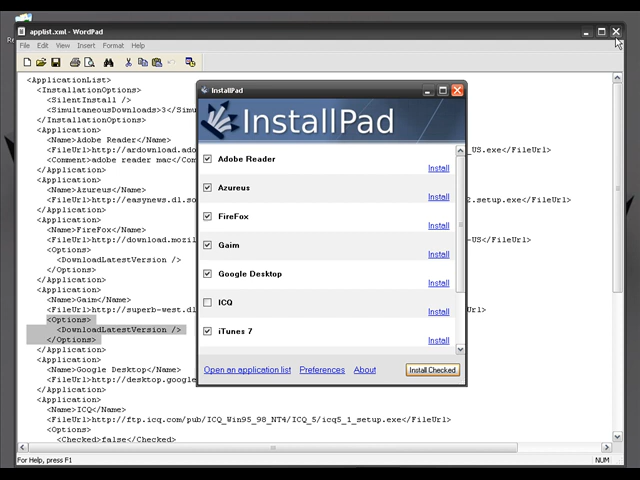 applist.xml - WordPad
File Edit View Insert Format Help
<ApplicationList>
<InstallationOptions>
<SilentInstall />
<SimultaneousDownloads>3</Simu
</InstallationOptions>
<Application>
<Name>Adobe Reader</Name>
<FileUrl>http://ardownload.ado
_US.exe</FileUrl>
<Comment>adobe reader mac</Com
</Application>
<Application>
<Name>Azureus</Name>
<FileUrl>http://easynews.dl.so
2.setup.exe</FileUrl>
</Application>
<Application>
<Name>FireFox</Name>
<FileUrl>http://download.mozil
-US</FileUrl>
<Options>
<DownloadLatestVersion />
</Options>
</Application>
<Application>
<Name>Gaim</Name>
<FileUrl>http://superb-west.dl
</FileUrl>
<Options>
<DownloadLatestVersion />
</Options>
</Application>
<Application>
<Name>Google Desktop</Name>
<FileUrl>http://desktop.google
</Application>
<Application>
<Name>ICQ</Name>
<FileUrl>http://ftp.icq.com/pub/ICQ_Win95_98_NT4/ICQ_5/icq5_1_setup.exe</FileUrl>
<Options>
<Checked>false</Checked>
For Help, press F1
NUM
InstallPad
InstallPad
Adobe Reader
Install
Azureus
Install
FireFox
Install
Gaim
Install
Google Desktop
Install
ICQ
Install
iTunes 7
Install
Open an application list Preferences About Install Checked